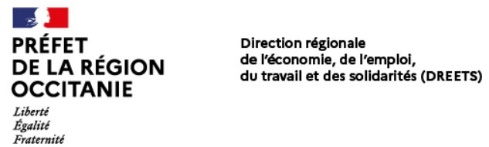 PRÉFET
DE LA RÉGION
OCCITANIE
Liberté
Égalité
Fraternité
Direction régionale
de l'économie, de l'emploi,
du travail et des solidarités (DREETS)